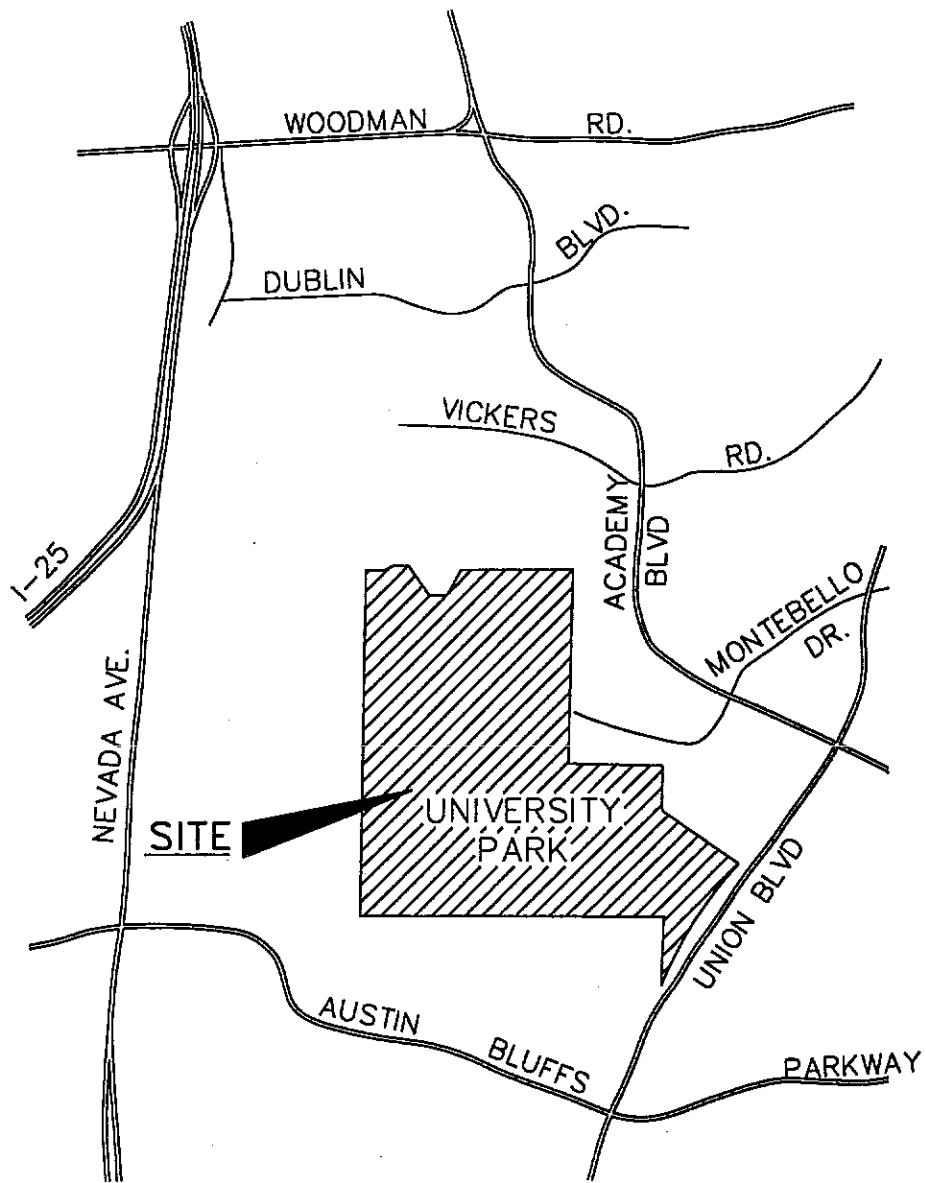 WOODMAN RD.
DUBLIN BLVD.
VICKERS RD.
ACADEMY
BLVD
I-25
MONTEBELLO
DR.
NEVADA AVE.
SITE
UNIVERSITY
PARK
UNION BLVD
AUSTIN BLUFFS PARKWAY